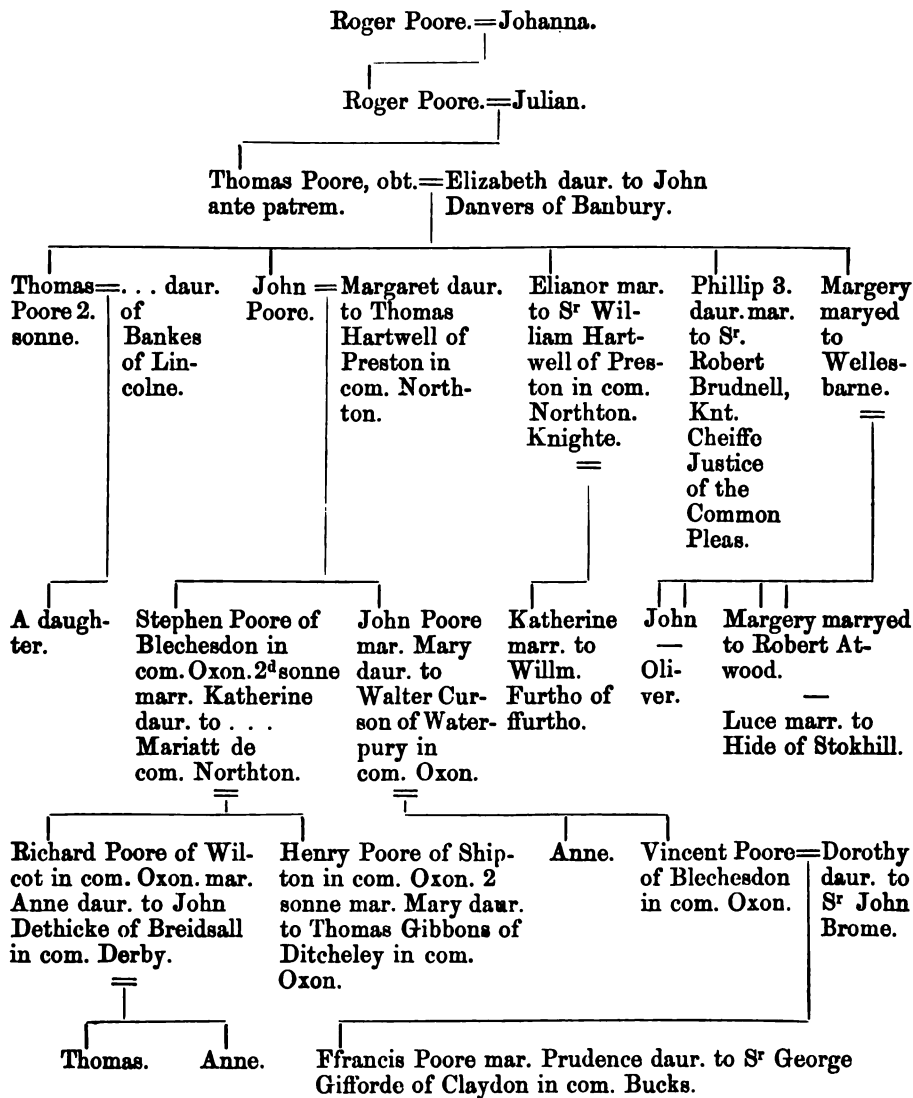 Roger Poore.=Johanna.
Roger Poore.=Julian.
Thomas Poore, obt.=Elizabeth daur. to John
ante patrem. Danvers of Banbury.
Thomas=. . . daur.
Poore 2. of
sonne. Bankes
of Lin-
colne.
John = Margaret daur.
Poore. to Thomas
Hartwell of
Preston in
com. North-
ton.
Elianor mar.
to Sʳ Wil-
liam Hart-
well of Pres-
ton in com.
Northton.
Knighte.
=
Phillip 3.
daur. mar.
to Sʳ.
Robert
Brudnell,
Knt.
Cheiffe
Justice
of the
Common
Pleas.
Margery
maryed
to
Welles-
barne.
=
A daugh-
ter.
Stephen Poore of
Blechesdon in
com. Oxon. 2ᵈ sonne
marr. Katherine
daur. to . . .
Mariatt de
com. Northton.
=
John Poore
mar. Mary
daur. to
Walter Cur-
son of Water-
pury in
com. Oxon.
=
Katherine
marr. to
Willm.
Furtho of
ffurtho.
John
—
Oli-
ver.
Margery marryed
to Robert At-
wood.
—
Luce marr. to
Hide of Stokhill.
Richard Poore of Wil-
cot in com. Oxon. mar.
Anne daur. to John
Dethicke of Breidsall
in com. Derby.
=
Henry Poore of Ship-
ton in com. Oxon. 2
sonne mar. Mary daur.
to Thomas Gibbons of
Ditcheley in com.
Oxon.
Anne.
Vincent Poore=Dorothy
of Blechesdon daur. to
in com. Oxon. Sʳ John
Brome.
Thomas. Anne.
Ffrancis Poore mar. Prudence daur. to Sʳ George
Gifforde of Claydon in com. Bucks.